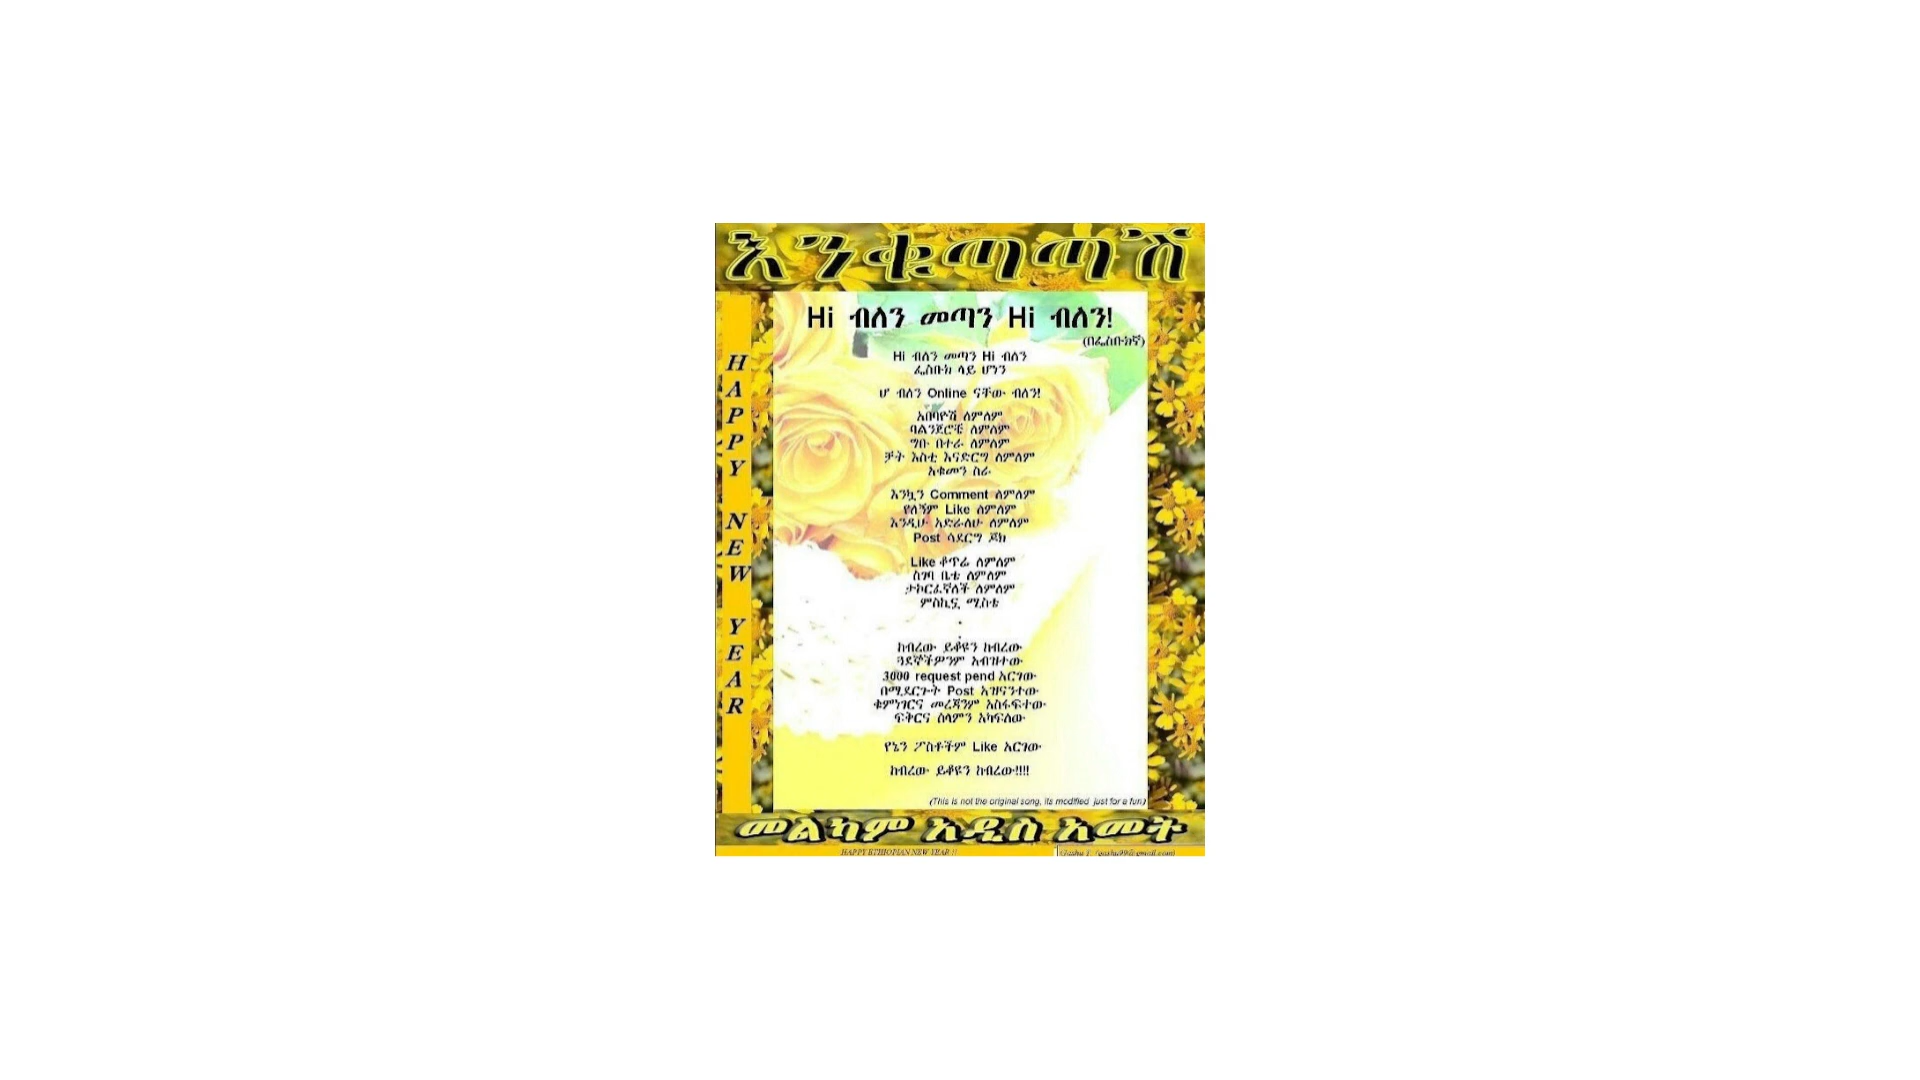 እንቁጣጣሽ
HAPPY NEW YEAR
Hi ብለን መጣን Hi ብለን!
(በፌስቡክኛ)
Hi ብለን መጣን Hi ብለን
ፌስቡክ ላይ ሆነን
ሆ ብለን Online ናቸው ብለን!
አበባዮሽ ለምለም
ባልንጀሮቼ ለምለም
ግቡ በተራ ለምለም
ቻት እስቲ እናድርግ ለምለም
አቁመን ስራ
እንኳን Comment ለምለም
የለኝም Like ለምለም
እንዲሁ አድራለሁ ለምለም
Post ሳደርግ ጆክ
Like ቆጥሬ ለምለም
ስገባ ቤቴ ለምለም
ታኮርፈኛለች ለምለም
ምስኪኗ ሚስቴ
.
.
ከብረው ይቆዩን ከብረው
ጓደኞችዎንም አብዝተው
3000 request pend አርገው
በሚደርጉት Post አዝናንተው
ቁምነገርና መረጃንም አስፋፍተው
ፍቅርና ሰላምን አካፍለው
የኔን ፖስቶችም Like አርገው
ከብረው ይቆዩን ከብረው!!!!
(This is not the original song, its modified just for a fun)
መልካም አዲስ አመት
HAPPY ETHIOPIAN NEW YEAR !!